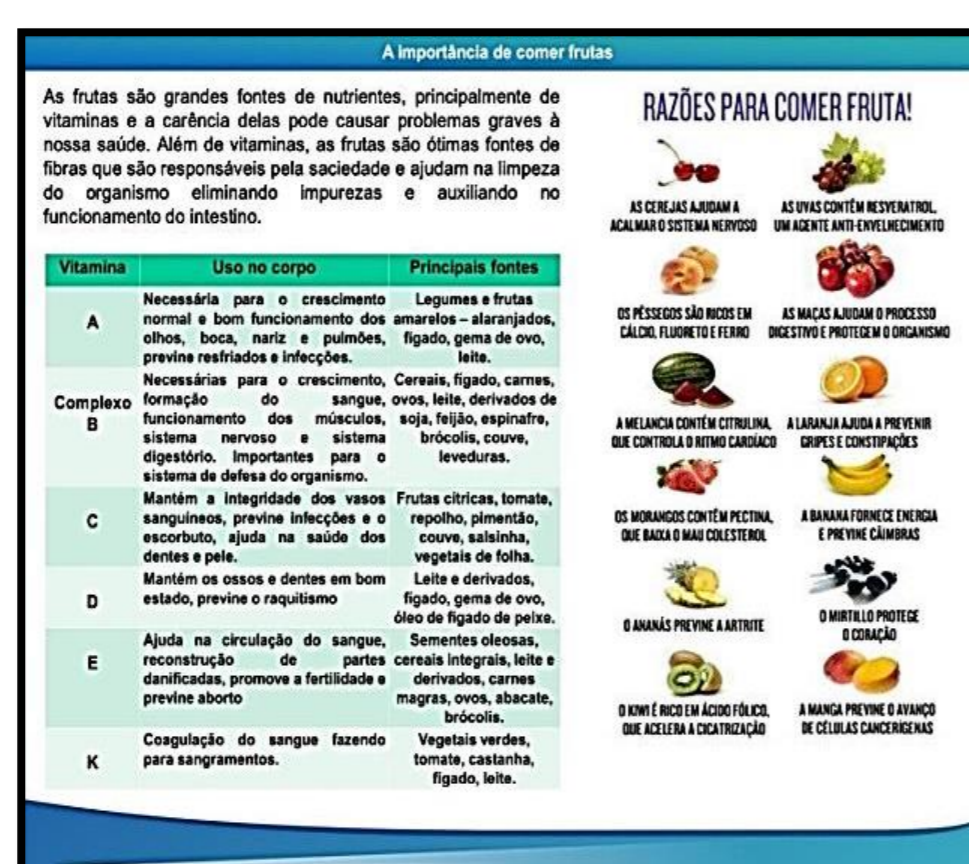 A importância de comer frutas
As frutas são grandes fontes de nutrientes, principalmente de
vitaminas e a carência delas pode causar problemas graves à
nossa saúde. Além de vitaminas, as frutas são ótimas fontes de
fibras que são responsáveis pela saciedade e ajudam na limpeza
do organismo eliminando impurezas e auxiliando no
funcionamento do intestino.
Vitamina Uso no corpo Principais fontes
A
Necessária para o crescimento
normal e bom funcionamento dos
olhos, boca, nariz e pulmões,
previne resfriados e infecções.
Legumes e frutas
amarelos – alaranjados,
fígado, gema de ovo,
leite.
Complexo
B
Necessárias para o crescimento,
formação do sangue,
funcionamento dos músculos,
sistema nervoso e sistema
digestório. Importantes para o
sistema de defesa do organismo.
Cereais, fígado, carnes,
ovos, leite, derivados de
soja, feijão, espinafre,
brócolis, couve,
leveduras.
C
Mantém a integridade dos vasos
sanguíneos, previne infecções e o
escorbuto, ajuda na saúde dos
dentes e pele.
Frutas cítricas, tomate,
repolho, pimentão,
couve, salsinha,
vegetais de folha.
D
Mantém os ossos e dentes em bom
estado, previne o raquitismo
Leite e derivados,
fígado, gema de ovo,
óleo de fígado de peixe.
E
Ajuda na circulação do sangue,
reconstrução de partes
danificadas, promove a fertilidade e
previne aborto
Sementes oleosas,
cereais integrais, leite e
derivados, carnes
magras, ovos, abacate,
brócolis.
K
Coagulação do sangue fazendo
para sangramentos.
Vegetais verdes,
tomate, castanha,
fígado, leite.
RAZÕES PARA COMER FRUTA!
AS CEREJAS AJUDAM A
ACALMAR O SISTEMA NERVOSO
AS UVAS CONTÊM RESVERATROL,
UM AGENTE ANTI-ENVELHECIMENTO
OS PÊSSEGOS SÃO RICOS EM
CÁLCIO, FLUORETO E FERRO
AS MAÇAS AJUDAM O PROCESSO
DIGESTIVO E PROTEGEM O ORGANISMO
A MELANCIA CONTÉM CITRULINA,
QUE CONTROLA O RITMO CARDÍACO
A LARANJA AJUDA A PREVENIR
GRIPES E CONSTIPAÇÕES
OS MORANGOS CONTÊM PECTINA,
QUE BAIXA O MAU COLESTEROL
A BANANA FORNECE ENERGIA
E PREVINE CÂIMBRAS
O ANANÁS PREVINE A ARTRITE
O MIRTILLO PROTEGE
O CORAÇÃO
O KIWI É RICO EM ÁCIDO FÓLICO,
QUE ACELERA A CICATRIZAÇÃO
A MANGA PREVINE O AVANÇO
DE CÉLULAS CANCERÍGENAS